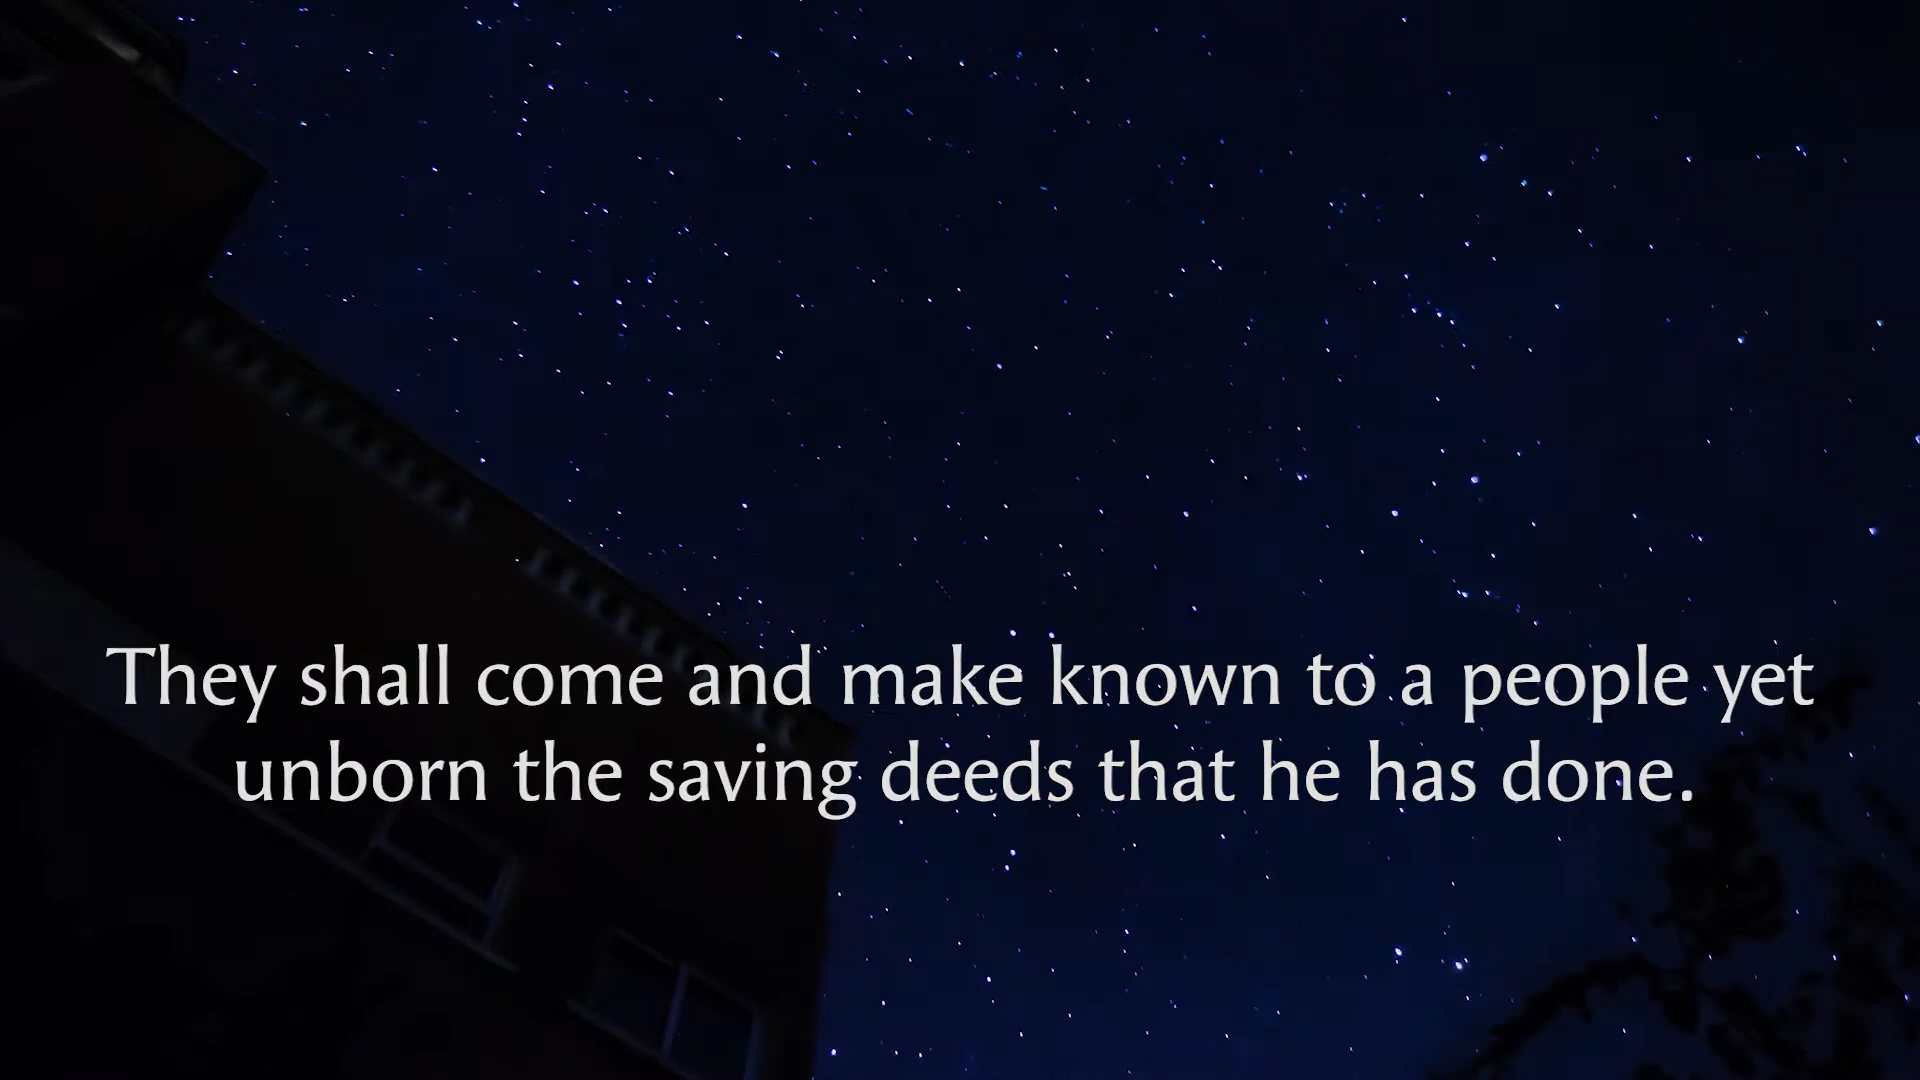 They shall come and make known to a people yet
unborn the saving deeds that he has done.